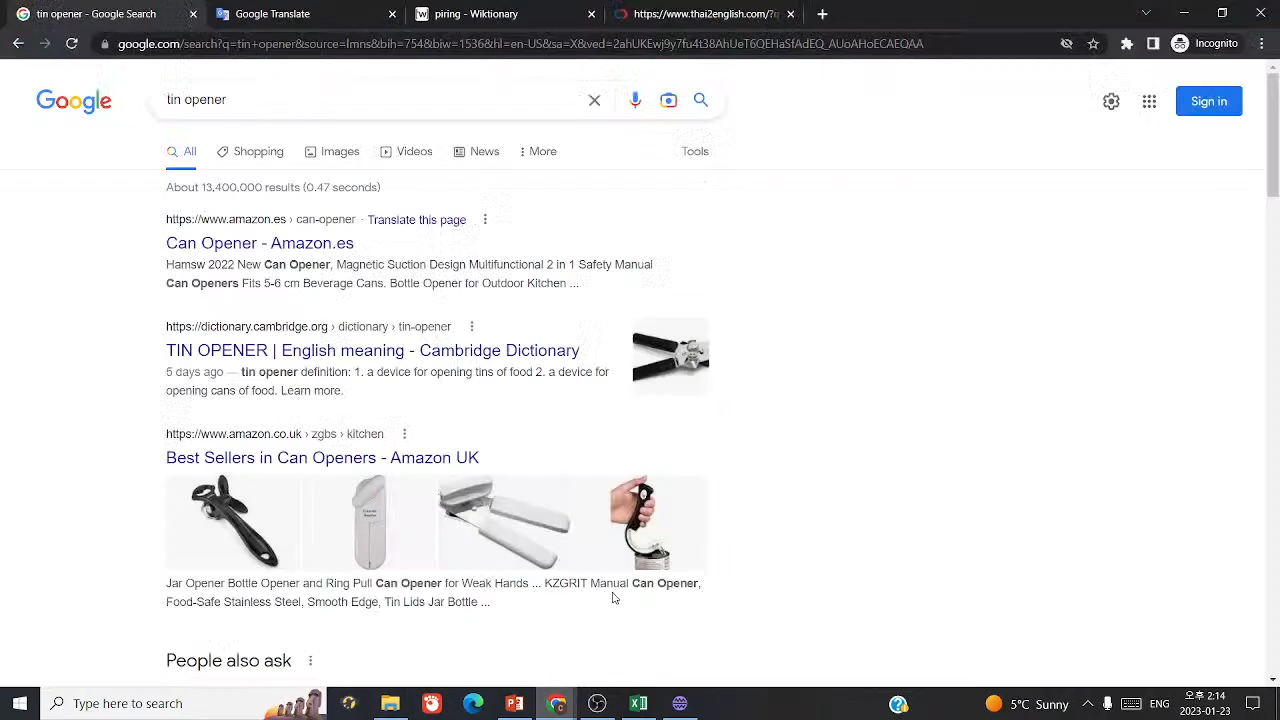 tin opener - Google Search
Google Translate
piring - Wiktionary
https://www.thai2english.com/?q
google.com/search?q=tin+opener&source=lmns&bih=754&biw=1536&hl=en-US&sa=X&ved=2ahUKEwj9y7fu4t38AhUeT6QEHaSfAdEQ_AUoAHoECAEQAA
Incognito
Google
tin opener
Sign in
All
Shopping
Images
Videos
News
More
Tools
About 13,400,000 results (0.47 seconds)
https://www.amazon.es › can-opener · Translate this page
Can Opener - Amazon.es
Hamsw 2022 New Can Opener, Magnetic Suction Design Multifunctional 2 in 1 Safety Manual
Can Openers Fits 5-6 cm Beverage Cans. Bottle Opener for Outdoor Kitchen ...
https://dictionary.cambridge.org › dictionary › tin-opener
TIN OPENER | English meaning - Cambridge Dictionary
5 days ago — tin opener definition: 1. a device for opening tins of food 2. a device for
opening cans of food. Learn more.
https://www.amazon.co.uk › zgbs › kitchen
Best Sellers in Can Openers - Amazon UK
Jar Opener Bottle Opener and Ring Pull Can Opener for Weak Hands ... KZGRIT Manual Can Opener,
Food-Safe Stainless Steel, Smooth Edge, Tin Lids Jar Bottle ...
People also ask
Type here to search
5°C Sunny
ENG
오후 2:14
2023-01-23